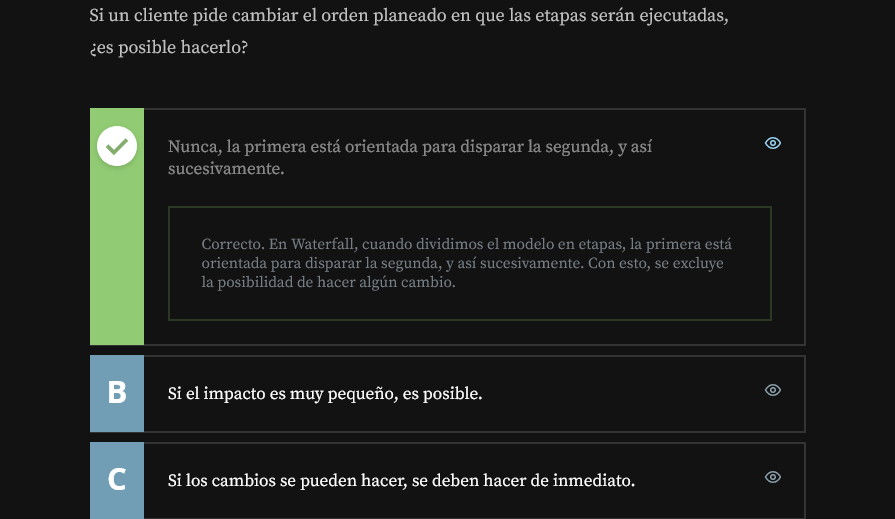 Si un cliente pide cambiar el orden planeado en que las etapas serán ejecutadas,
¿es posible hacerlo?
Nunca, la primera está orientada para disparar la segunda, y así
sucesivamente.
Correcto. En Waterfall, cuando dividimos el modelo en etapas, la primera está
orientada para disparar la segunda, y así sucesivamente. Con esto, se excluye
la posibilidad de hacer algún cambio.
B
Si el impacto es muy pequeño, es posible.
C
Si los cambios se pueden hacer, se deben hacer de inmediato.